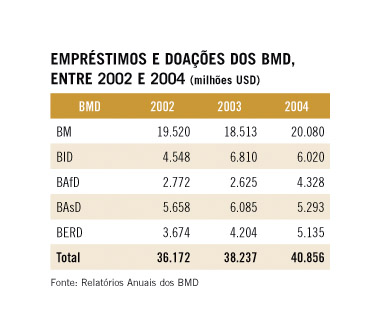 EMPRÉSTIMOS E DOAÇÕES DOS BMD,
ENTRE 2002 E 2004 (milhões USD)
BMD 2002 2003 2004
BM 19.520 18.513 20.080
BID 4.548 6.810 6.020
BAfD 2.772 2.625 4.328
BAsD 5.658 6.085 5.293
BERD 3.674 4.204 5.135
Total 36.172 38.237 40.856
Fonte: Relatórios Anuais dos BMD